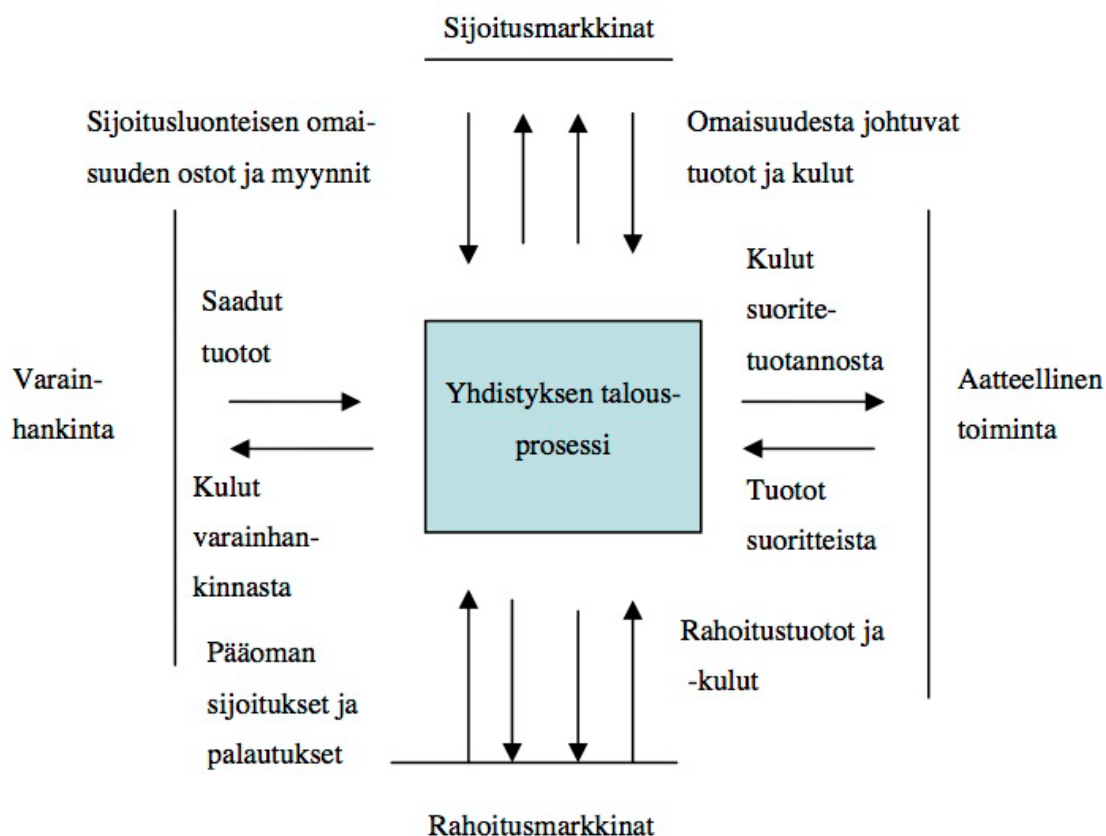 Sijoitusmarkkinat
Sijoitusluonteisen omai-
suuden ostot ja myynnit
Omaisuudesta johtuvat
tuotot ja kulut
Saadut
tuotot
Kulut
suorite-
tuotannosta
Varain-
hankinta
Yhdistyksen talous-
prosessi
Aatteellinen
toiminta
Kulut
varainhan-
kinnasta
Tuotot
suoritteista
Pääoman
sijoitukset ja
palautukset
Rahoitustuotot ja
-kulut
Rahoitusmarkkinat